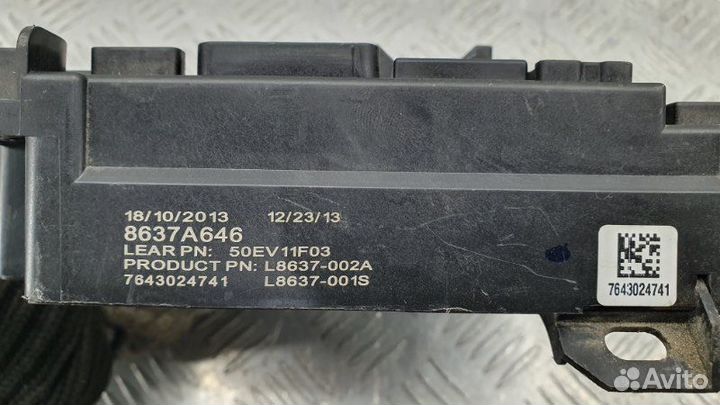 18/10/2013 12/23/13
8637A646
LEAR PN: 50EV11F03
PRODUCT PN: L8637-002A
7643024741 L8637-001S
7643024741
Avito